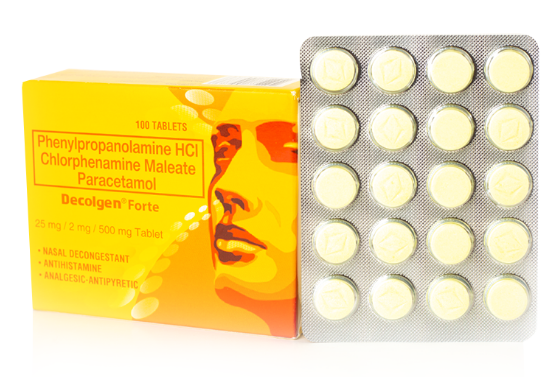 100 TABLETS
Phenylpropanolamine HCl
Chlorphenamine Maleate
Paracetamol
Decolgen® Forte
25 mg / 2 mg / 500 mg Tablet
• NASAL DECONGESTANT
• ANTIHISTAMINE
• ANALGESIC-ANTIPYRETIC